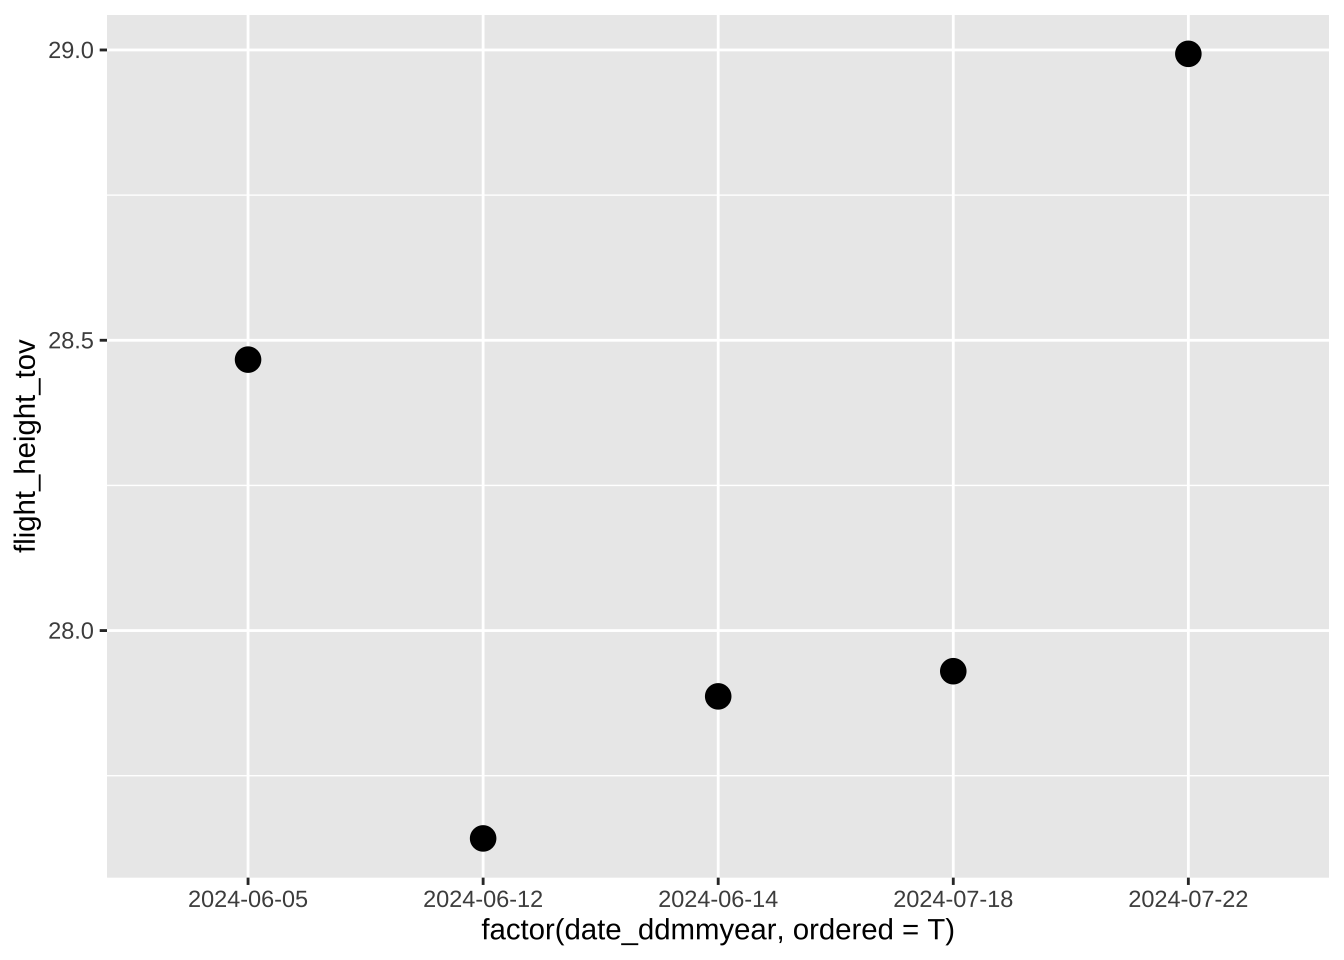 29.0
28.5
28.0
flight_height_tov
2024-06-05 2024-06-12 2024-06-14 2024-07-18 2024-07-22
factor(date_ddmmyear, ordered = T)